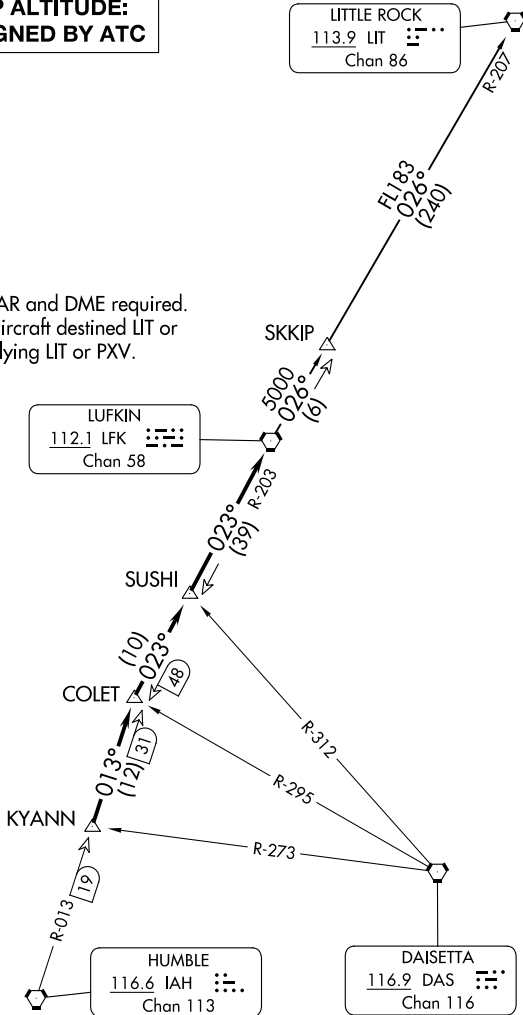 P ALTITUDE:
GNED BY ATC
LITTLE ROCK
113.9 LIT
Chan 86
R-207
FL183
026°
(240)
AR and DME required.
ircraft destined LIT or
lying LIT or PXV.
SKKIP
5000
026°
(6)
LUFKIN
112.1 LFK
Chan 58
R-203
023°
(39)
SUSHI
(10)
023°
48
COLET
31
013°
(12)
R-312
R-295
KYANN
R-273
19
R-013
HUMBLE
116.6 IAH
Chan 113
DAISETTA
116.9 DAS
Chan 116